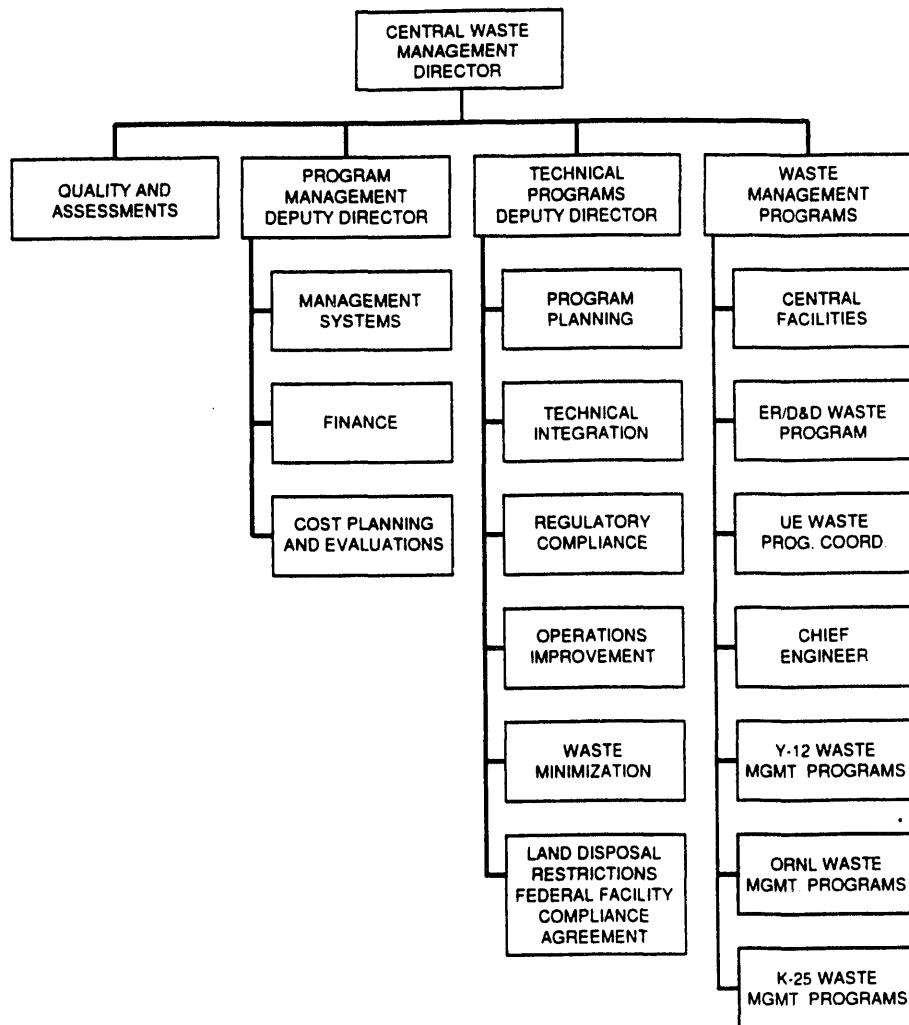 CENTRAL WASTE
MANAGEMENT
DIRECTOR
QUALITY AND
ASSESSMENTS
PROGRAM
MANAGEMENT
DEPUTY DIRECTOR
TECHNICAL
PROGRAMS
DEPUTY DIRECTOR
WASTE
MANAGEMENT
PROGRAMS
MANAGEMENT
SYSTEMS
FINANCE
COST PLANNING
AND EVALUATIONS
PROGRAM
PLANNING
TECHNICAL
INTEGRATION
REGULATORY
COMPLIANCE
OPERATIONS
IMPROVEMENT
WASTE
MINIMIZATION
LAND DISPOSAL
RESTRICTIONS
FEDERAL FACILITY
COMPLIANCE
AGREEMENT
CENTRAL
FACILITIES
ER/D&D WASTE
PROGRAM
UE WASTE
PROG. COORD.
CHIEF
ENGINEER
Y-12 WASTE
MGMT PROGRAMS
ORNL WASTE
MGMT. PROGRAMS
K-25 WASTE
MGMT PROGRAMS